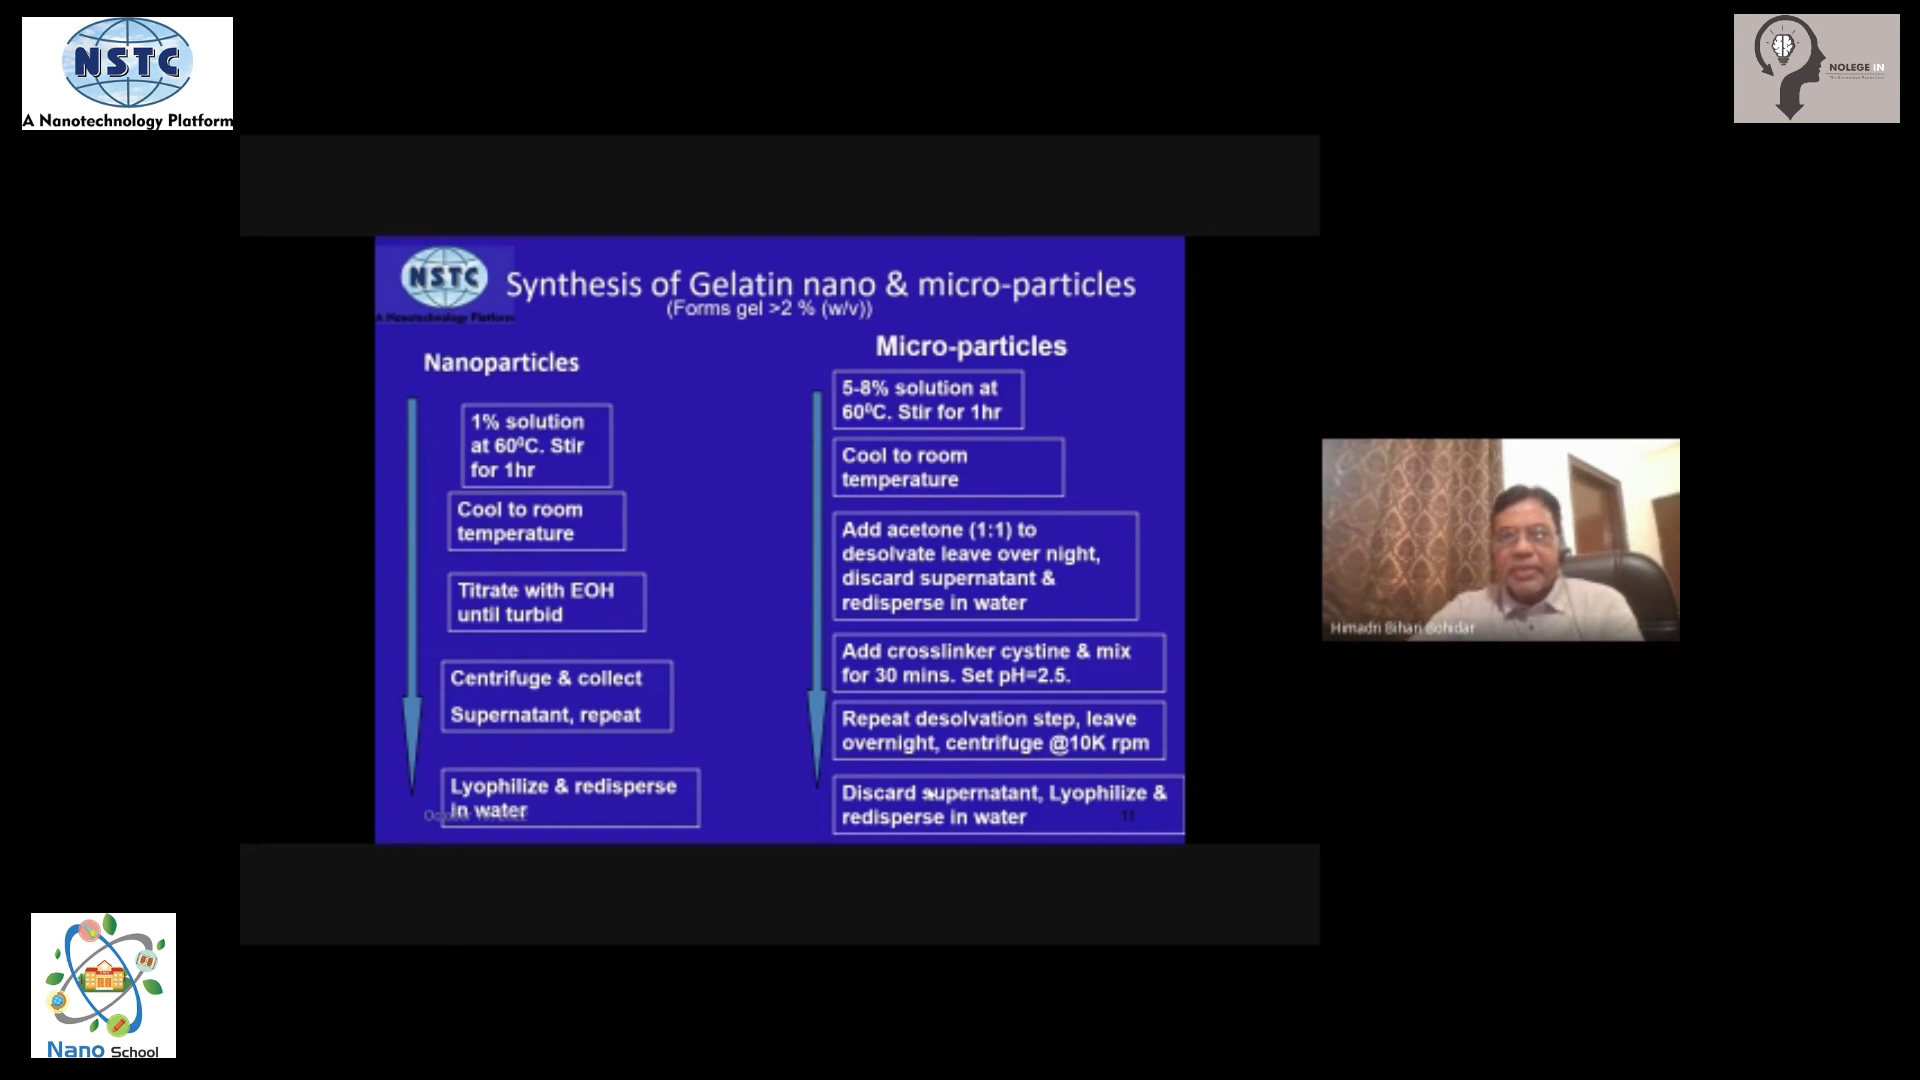 NSTC
A Nanotechnology Platform
NOLEGE IN
NSTC
A Nanotechnology Platform
Synthesis of Gelatin nano & micro-particles
(Forms gel >2 % (w/v))
Nanoparticles
1% solution
at 60⁰C. Stir
for 1hr
Cool to room
temperature
Titrate with EOH
until turbid
Centrifuge & collect
Supernatant, repeat
Lyophilize & redisperse
in water
Micro-particles
5-8% solution at
60⁰C. Stir for 1hr
Cool to room
temperature
Add acetone (1:1) to
desolvate leave over night,
discard supernatant &
redisperse in water
Add crosslinker cystine & mix
for 30 mins. Set pH=2.5.
Repeat desolvation step, leave
overnight, centrifuge @10K rpm
Discard supernatant, Lyophilize &
redisperse in water
11
Himadri Bihari Bohidar
Nano School